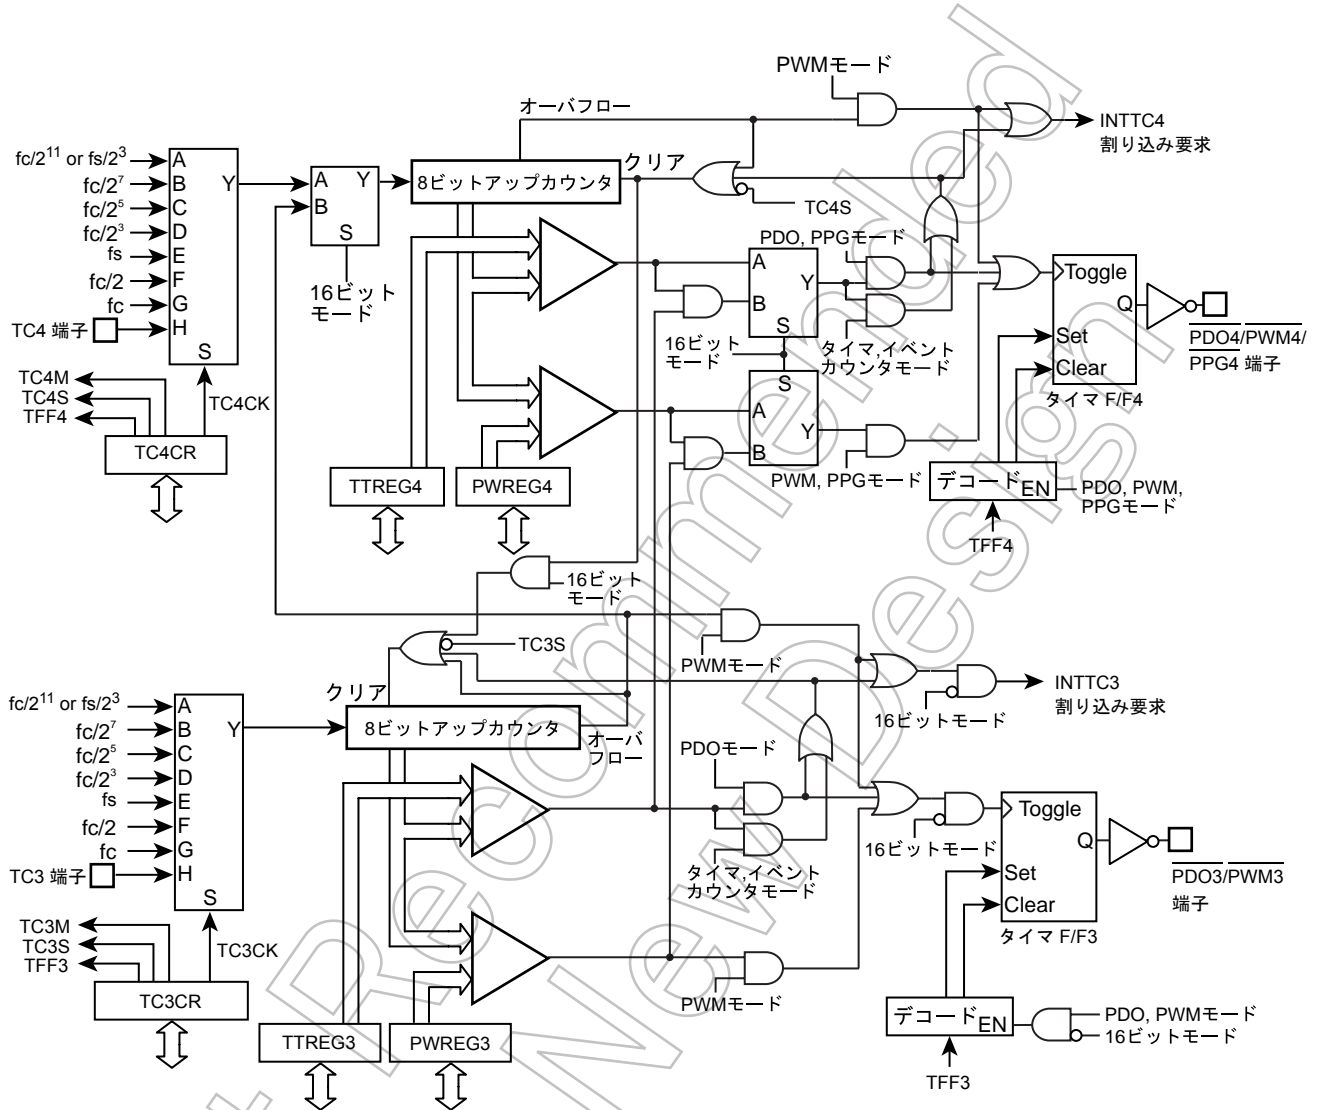 PWMモード
オーバフロー
INTTC4
割り込み要求
クリア
fc/2¹¹ or fs/2³
fc/2⁷
fc/2⁵
fc/2³
fs
fc/2
fc
TC4 端子
A
B
C
D
E
F
G
H
Y
S
A
B
Y
S
16ビット
モード
8ビットアップカウンタ
TC4S
PDO, PPGモード
A
B
Y
S
16ビット
モード
タイマ,イベント
カウンタモード
Toggle
Q
Set
Clear
タイマ F/F4
PDO4/PWM4/
PPG4 端子
TC4M
TC4S
TFF4
TC4CK
TC4CR
S
A
B
Y
PWM, PPGモード
TTREG4
PWREG4
デコード EN
PDO, PWM,
PPGモード
TFF4
16ビット
モード
TC3S
PWMモード
INTTC3
割り込み要求
16ビットモード
クリア
fc/2¹¹ or fs/2³
fc/2⁷
fc/2⁵
fc/2³
fs
fc/2
fc
TC3 端子
A
B
C
D
E
F
G
H
Y
S
8ビットアップカウンタ
オーバ
フロー
PDOモード
タイマ,イベント
カウンタモード
16ビットモード
Toggle
Q
Set
Clear
タイマ F/F3
PDO3/PWM3
端子
TC3M
TC3S
TFF3
TC3CK
TC3CR
PWMモード
TTREG3
PWREG3
デコード EN
PDO, PWMモード
16ビットモード
TFF3
Recommended
New Design